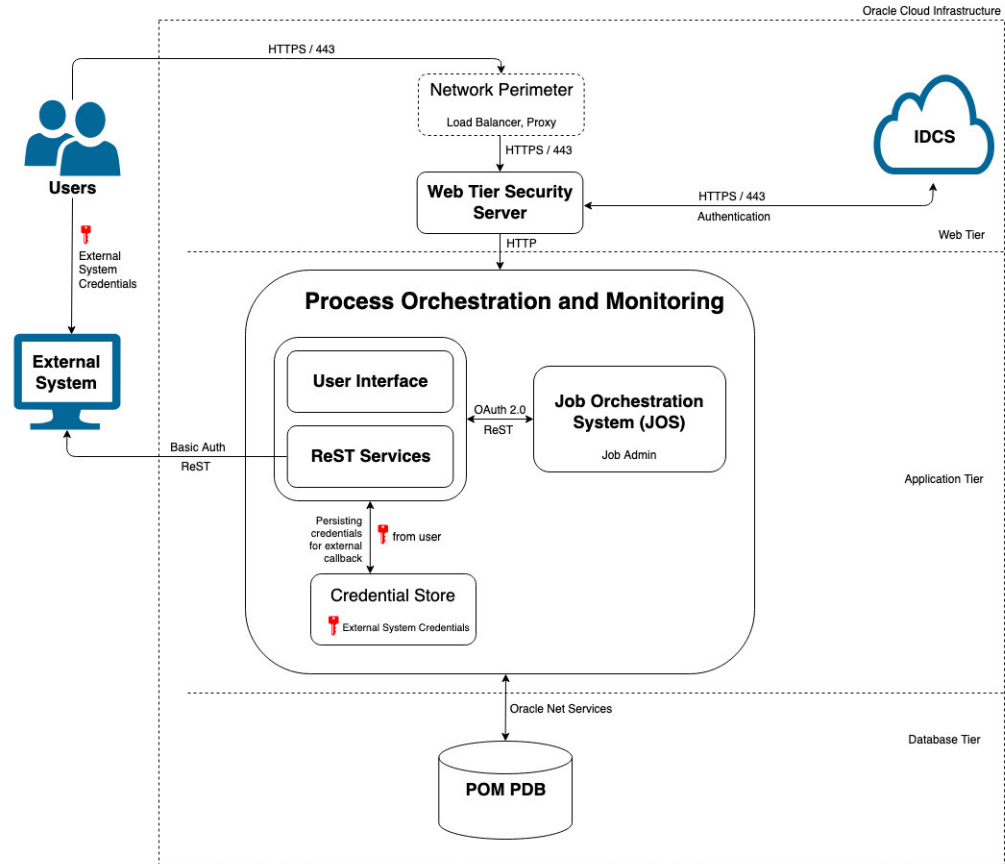 Oracle Cloud Infrastructure
HTTPS / 443
Network Perimeter
Load Balancer, Proxy
IDCS
Users
HTTPS / 443
Web Tier Security
Server
HTTPS / 443
Authentication
Web Tier
HTTP
External
System
Credentials
Process Orchestration and Monitoring
External
System
User Interface
ReST Services
OAuth 2.0
ReST
Job Orchestration
System (JOS)
Job Admin
Basic Auth
ReST
Application Tier
Persisting
credentials
for external
callback
from user
Credential Store
External System Credentials
Oracle Net Services
Database Tier
POM PDB